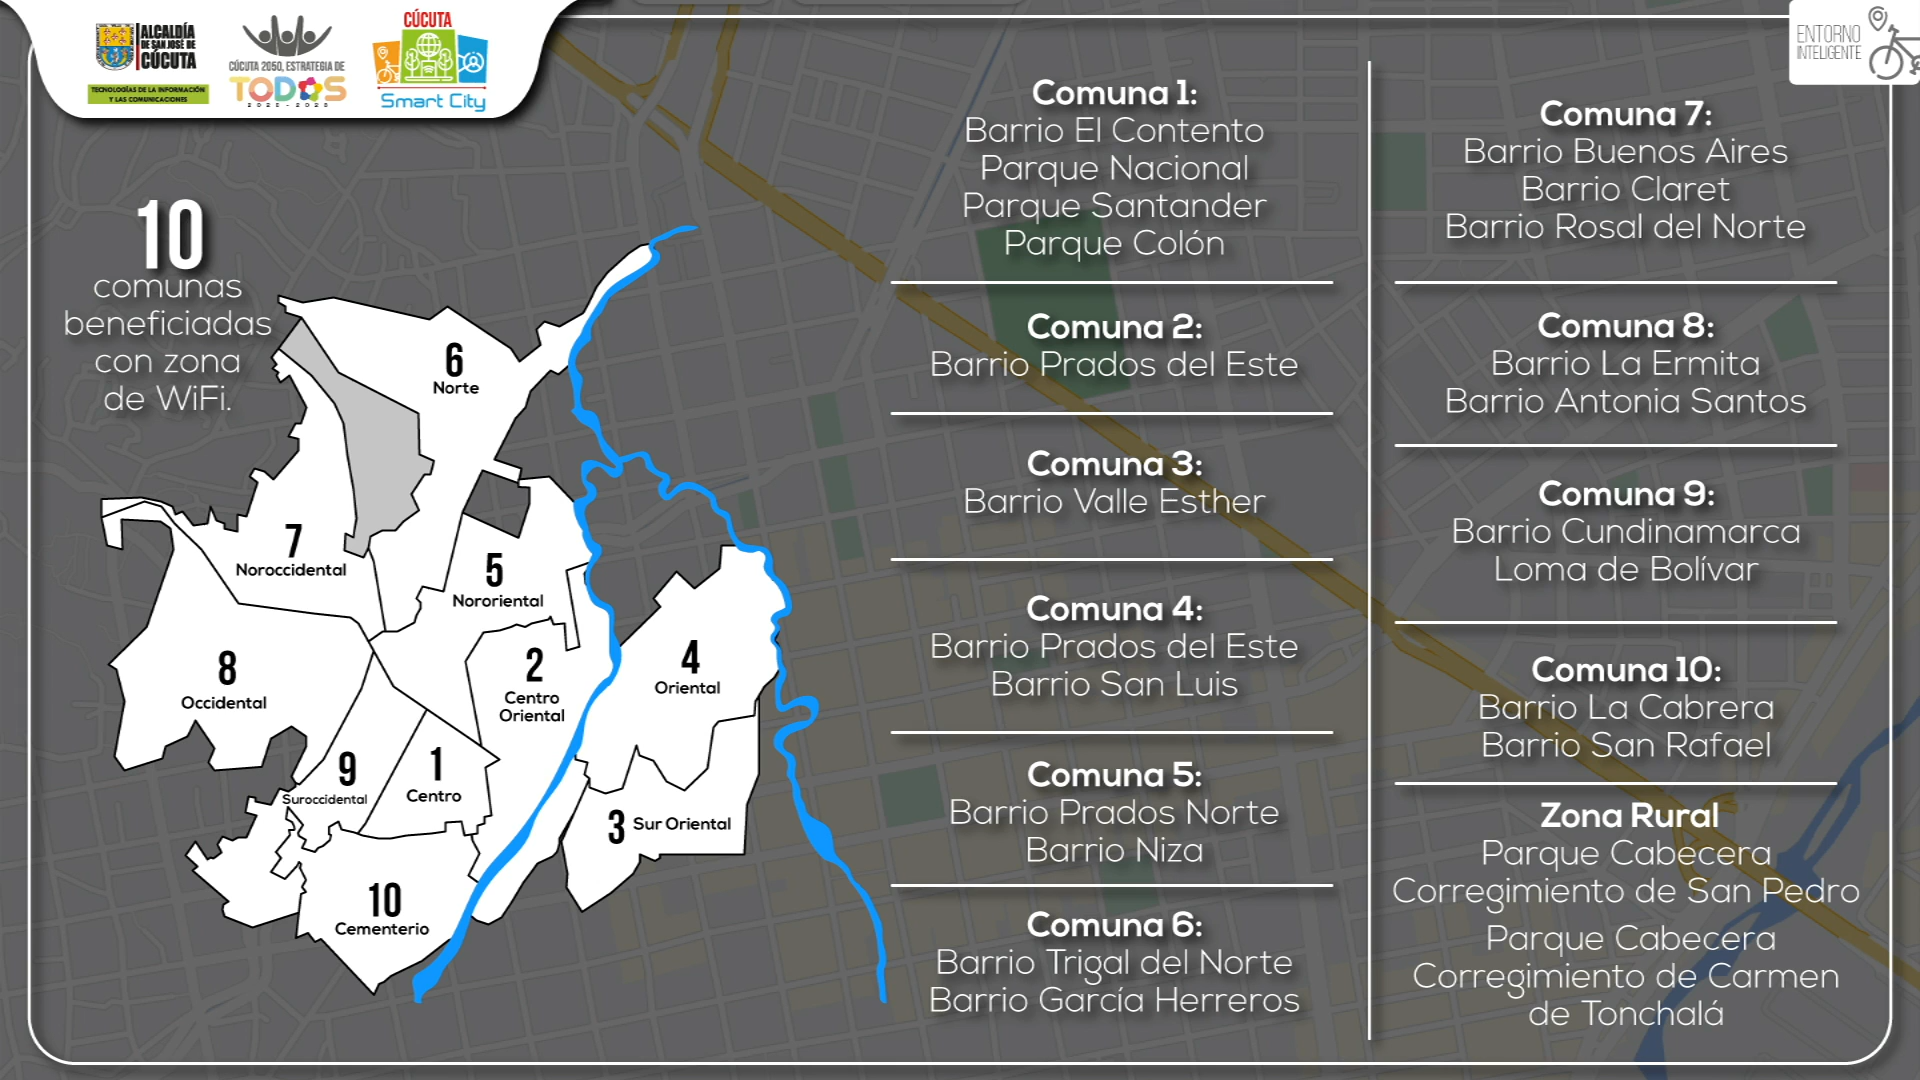 ALCALDÍA
DE SAN JOSÉ DE
CÚCUTA
TECNOLOGÍAS DE LA INFORMACIÓN
Y LAS COMUNICACIONES
CÚCUTA 2050, ESTRATEGIA DE
TODOS
CÚCUTA
Smart City
ENTORNO
INTELIGENTE
10
comunas
beneficiadas
con zona
de WiFi.
6
Norte
7
Noroccidental
5
Nororiental
8
Occidental
2
Centro
Oriental
4
Oriental
9
Suroccidental
1
Centro
3 Sur Oriental
10
Cementerio
Comuna 1:
Barrio El Contento
Parque Nacional
Parque Santander
Parque Colón
Comuna 2:
Barrio Prados del Este
Comuna 3:
Barrio Valle Esther
Comuna 4:
Barrio Prados del Este
Barrio San Luis
Comuna 5:
Barrio Prados Norte
Barrio Niza
Comuna 6:
Barrio Trigal del Norte
Barrio García Herreros
Comuna 7:
Barrio Buenos Aires
Barrio Claret
Barrio Rosal del Norte
Comuna 8:
Barrio La Ermita
Barrio Antonia Santos
Comuna 9:
Barrio Cundinamarca
Loma de Bolívar
Comuna 10:
Barrio La Cabrera
Barrio San Rafael
Zona Rural
Parque Cabecera
Corregimiento de San Pedro
Parque Cabecera
Corregimiento de Carmen
de Tonchalá